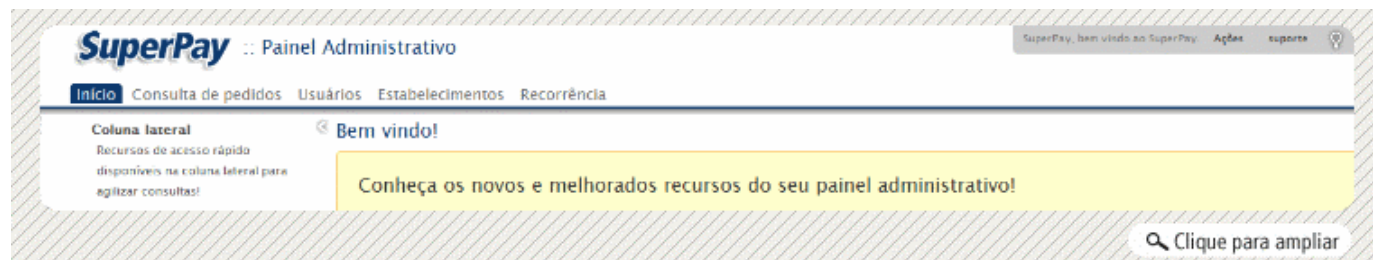 SuperPay :: Painel Administrativo
SuperPay, bem vindo ao SuperPay. Ações suporte
Início Consulta de pedidos Usuários Estabelecimentos Recorrência
Coluna lateral
Recursos de acesso rápido
disponíveis na coluna lateral para
agilizar consultas!
Bem vindo!
Conheça os novos e melhorados recursos do seu painel administrativo!
Clique para ampliar